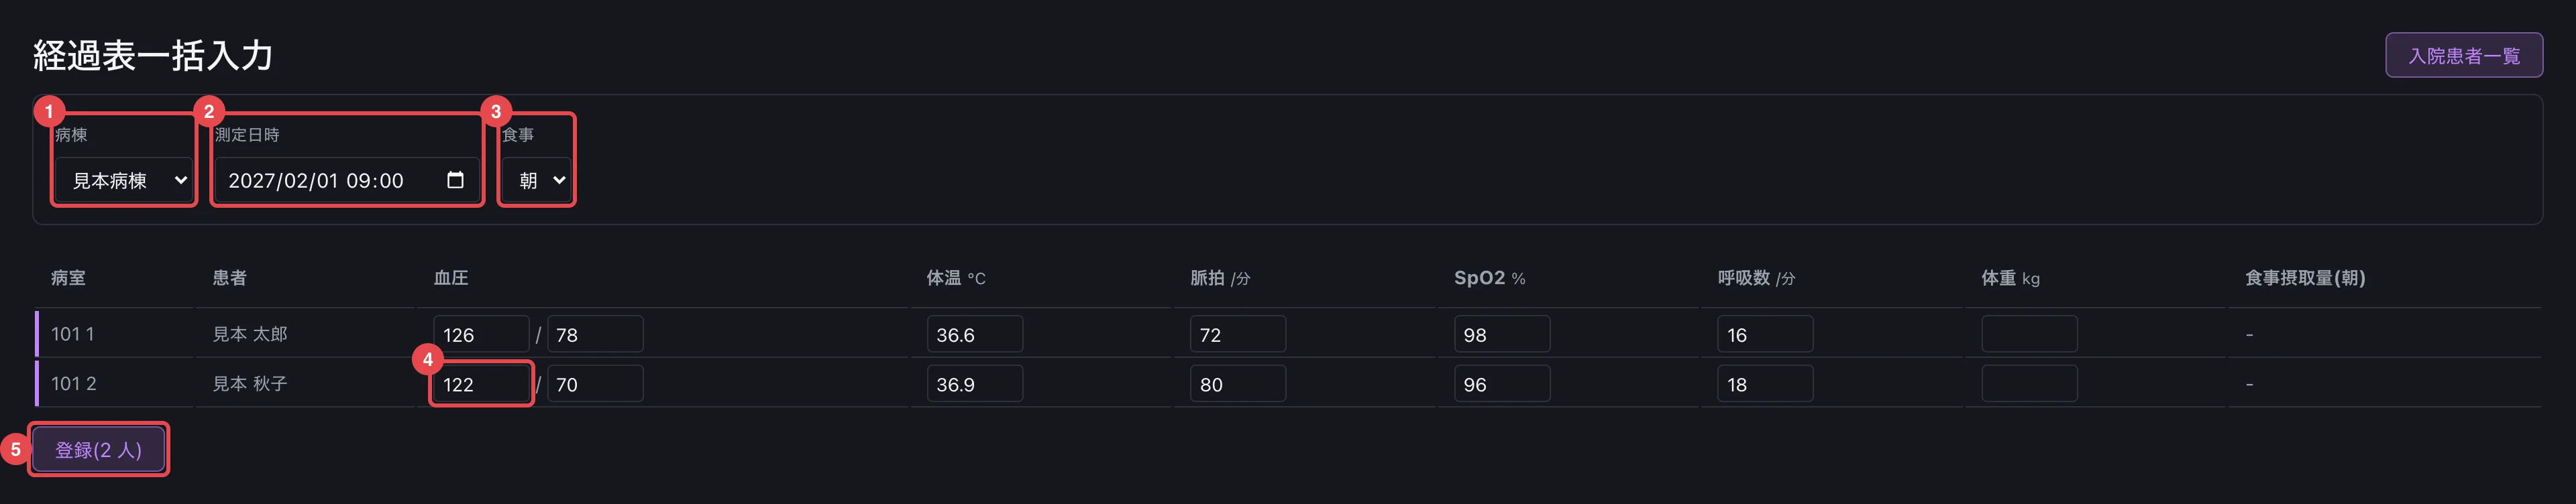 経過表一括入力
入院患者一覧
1 2 3
病棟 測定日時 食事
見本病棟 2027/02/01 09:00 朝
病室 患者 血圧 体温 °C 脈拍 /分 SpO2 % 呼吸数 /分 体重 kg 食事摂取量(朝)
101 1 見本 太郎 126 / 78 36.6 72 98 16 -
4
101 2 見本 秋子 122 / 70 36.9 80 96 18 -
5 登録(2 人)